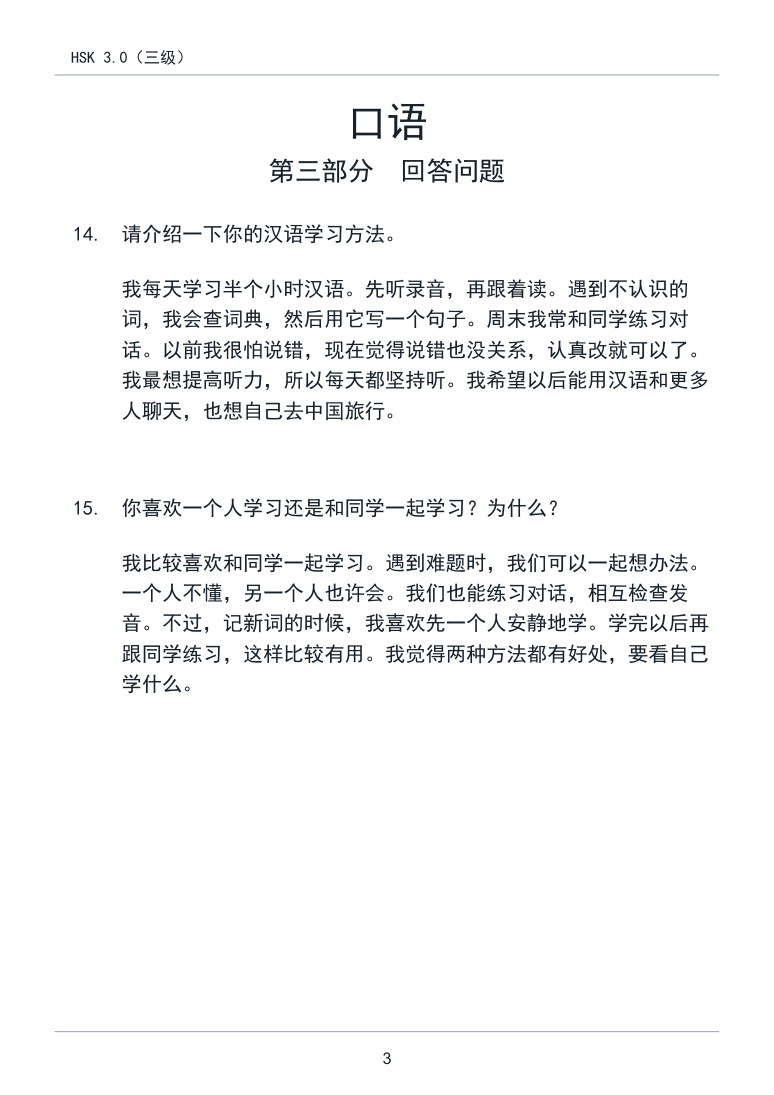 HSK 3.0（三级）
口语
第三部分　回答问题
14. 请介绍一下你的汉语学习方法。
我每天学习半个小时汉语。先听录音，再跟着读。遇到不认识的
词，我会查词典，然后用它写一个句子。周末我常和同学练习对
话。以前我很怕说错，现在觉得说错也没关系，认真改就可以了。
我最想提高听力，所以每天都坚持听。我希望以后能用汉语和更多
人聊天，也想自己去中国旅行。
15. 你喜欢一个人学习还是和同学一起学习？为什么？
我比较喜欢和同学一起学习。遇到难题时，我们可以一起想办法。
一个人不懂，另一个人也许会。我们也能练习对话，相互检查发
音。不过，记新词的时候，我喜欢先一个人安静地学。学完以后再
跟同学练习，这样比较有用。我觉得两种方法都有好处，要看自己
学什么。
3